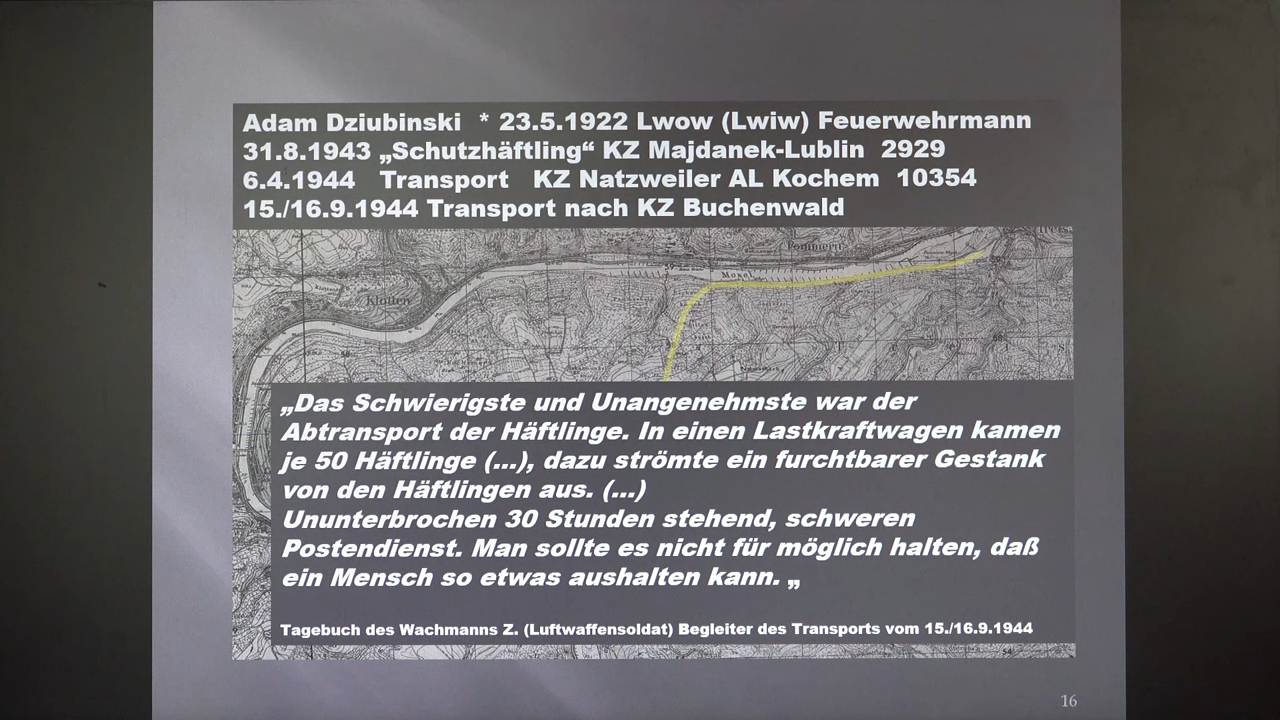 Adam Dziubinski * 23.5.1922 Lwow (Lwiw) Feuerwehrmann
31.8.1943 „Schutzhäftling“ KZ Majdanek-Lublin 2929
6.4.1944 Transport KZ Natzweiler AL Kochem 10354
15./16.9.1944 Transport nach KZ Buchenwald
Pommern
Mosel
Klotten
„Das Schwierigste und Unangenehmste war der
Abtransport der Häftlinge. In einen Lastkraftwagen kamen
je 50 Häftlinge (...), dazu strömte ein furchtbarer Gestank
von den Häftlingen aus. (...)
Ununterbrochen 30 Stunden stehend, schweren
Postendienst. Man sollte es nicht für möglich halten, daß
ein Mensch so etwas aushalten kann. „
Tagebuch des Wachmanns Z. (Luftwaffensoldat) Begleiter des Transports vom 15./16.9.1944
16